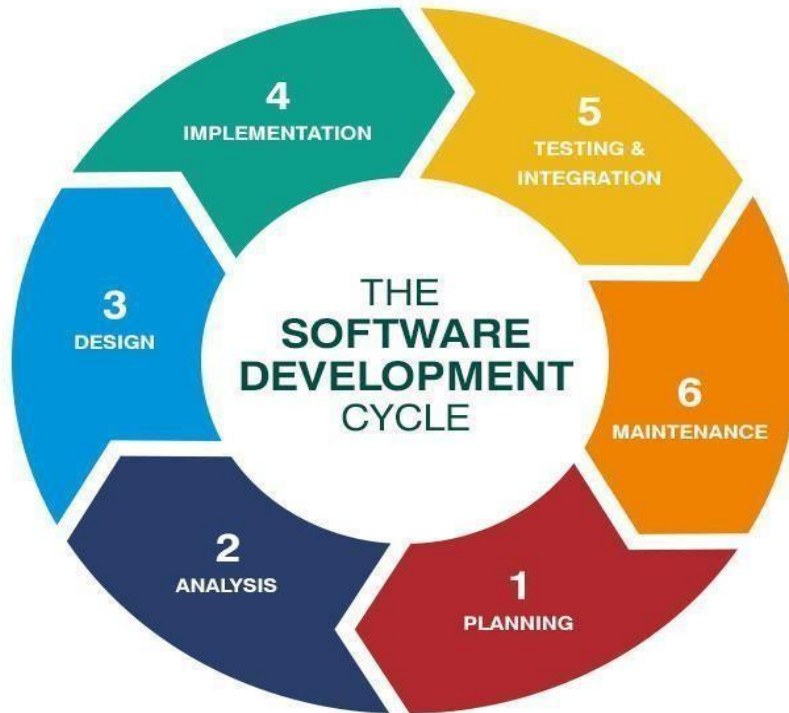 THE
SOFTWARE
DEVELOPMENT
CYCLE
1
PLANNING
2
ANALYSIS
3
DESIGN
4
IMPLEMENTATION
5
TESTING &
INTEGRATION
6
MAINTENANCE